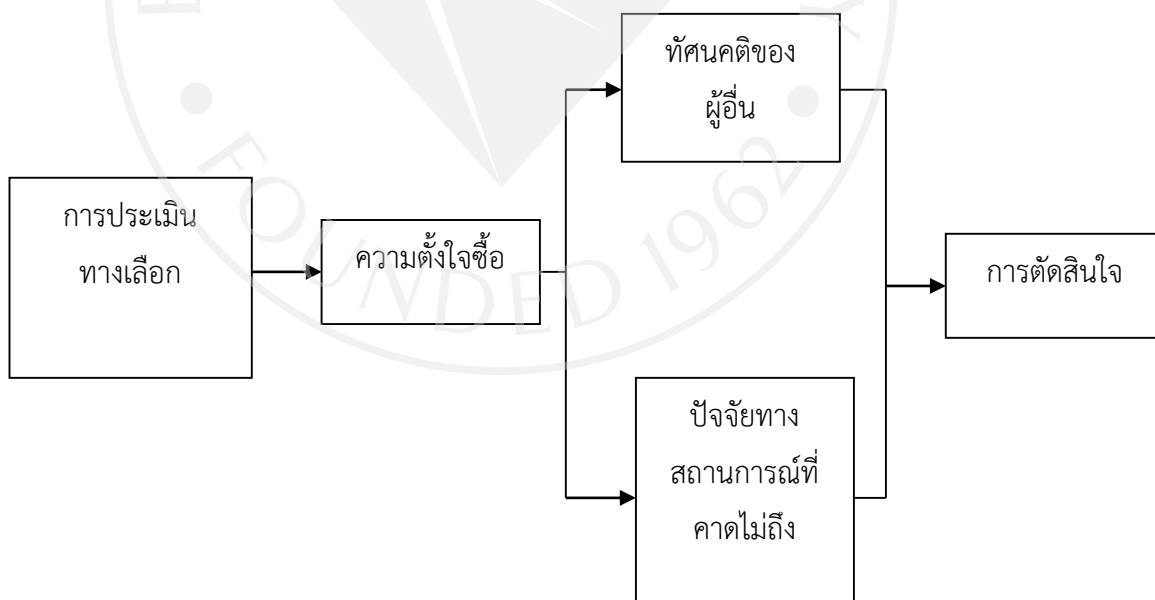 ทัศนคติของ
ผู้อื่น
การประเมิน
ทางเลือก
ความตั้งใจซื้อ
การตัดสินใจ
ปัจจัยทาง
สถานการณ์ที่
คาดไม่ถึง
FOUNDED 1962